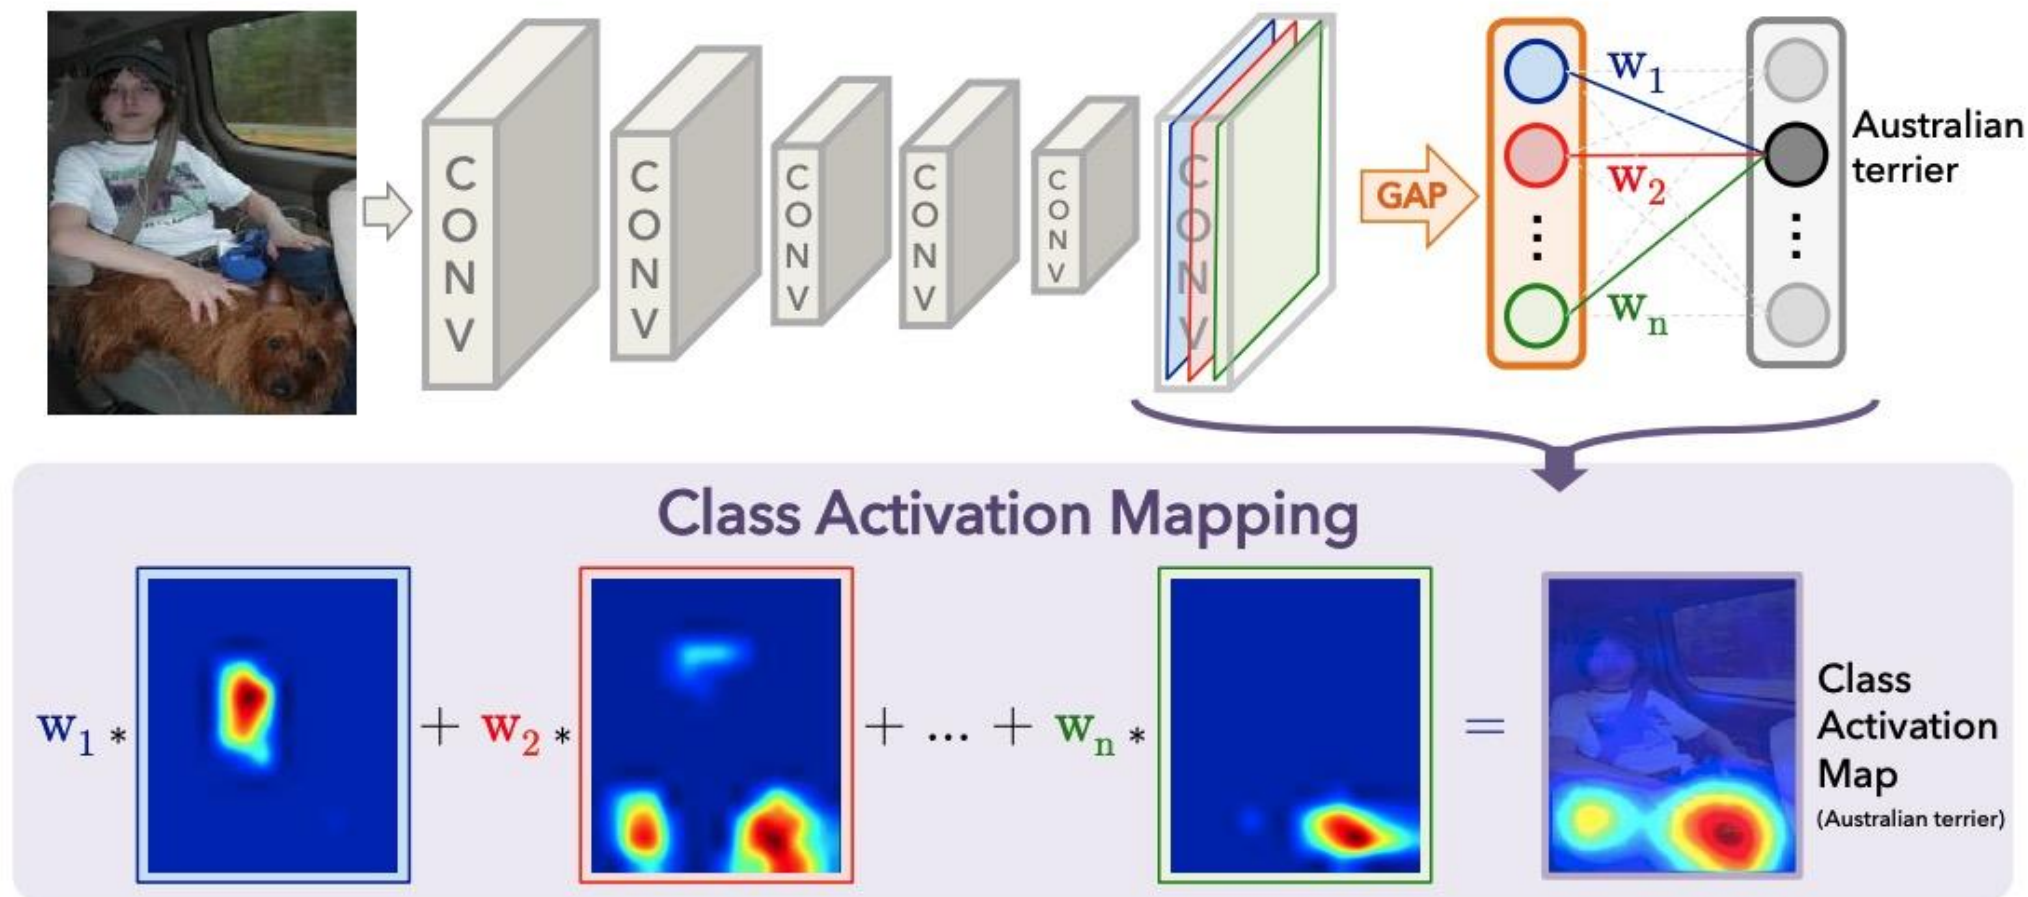 CONV
CONV
CONV
CONV
CONV
CONV
GAP
w1
w2
wn
Australian
terrier
Class Activation Mapping
w1 * + w2 * + ... + wn * =
Class
Activation
Map
(Australian terrier)